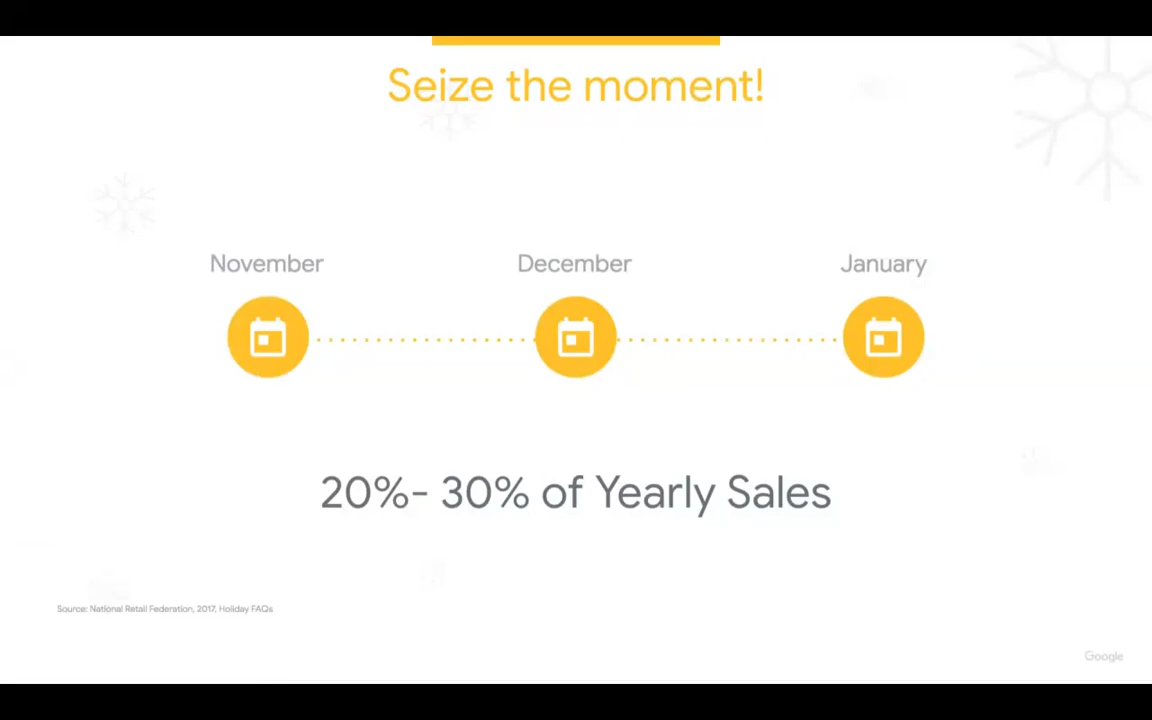 Seize the moment!
November
December
January
20%- 30% of Yearly Sales
Source: National Retail Federation, 2017, Holiday FAQs
Google